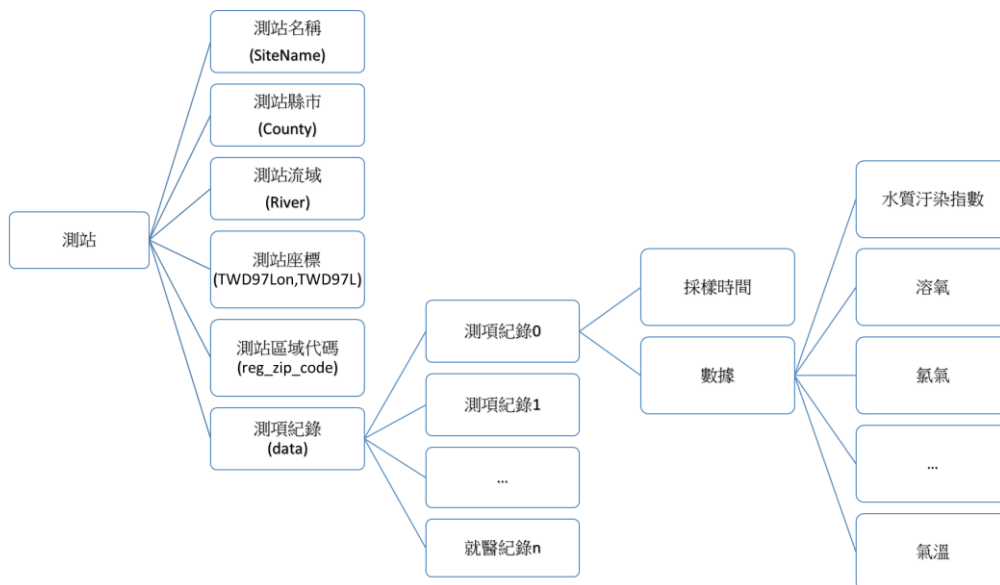 測站
測站名稱
(SiteName)
測站縣市
(County)
測站流域
(River)
測站座標
(TWD97Lon,TWD97L)
測站區域代碼
(reg_zip_code)
測項紀錄
(data)
測項紀錄0
測項紀錄1
...
就醫紀錄n
採樣時間
數據
水質汙染指數
溶氧
氯氣
...
氣溫